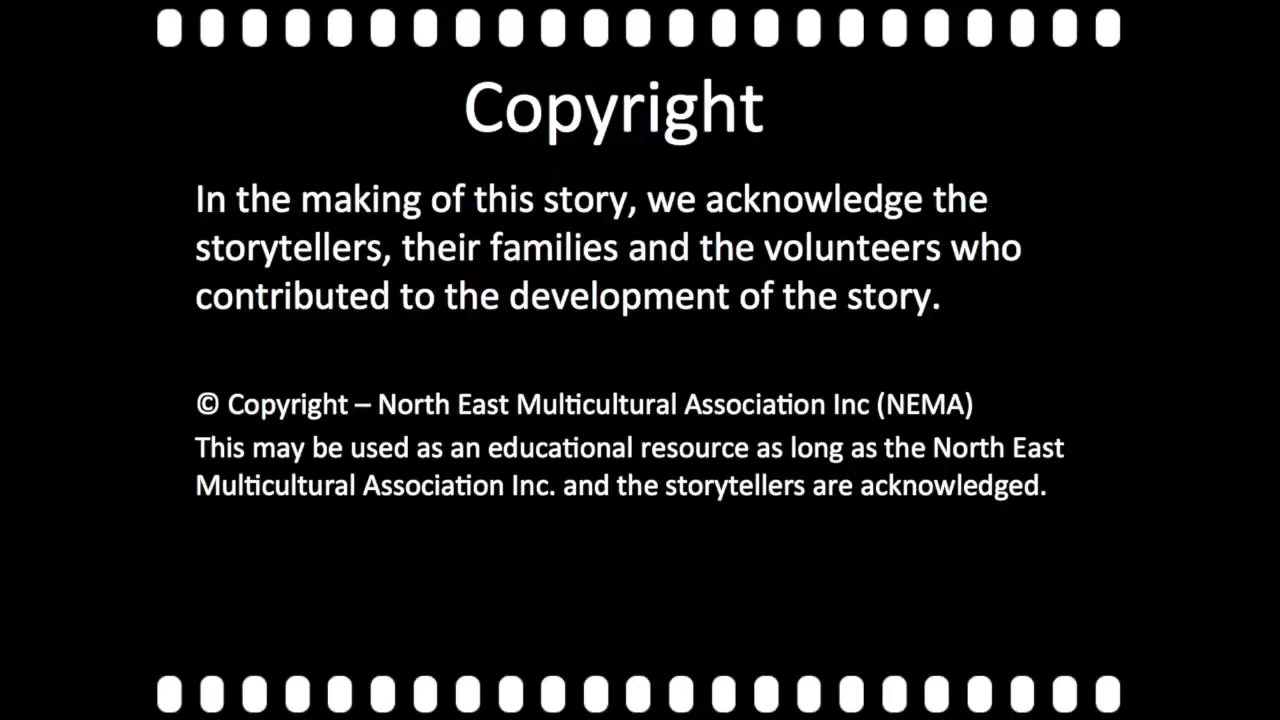 Copyright
In the making of this story, we acknowledge the
storytellers, their families and the volunteers who
contributed to the development of the story.
© Copyright – North East Multicultural Association Inc (NEMA)
This may be used as an educational resource as long as the North East
Multicultural Association Inc. and the storytellers are acknowledged.